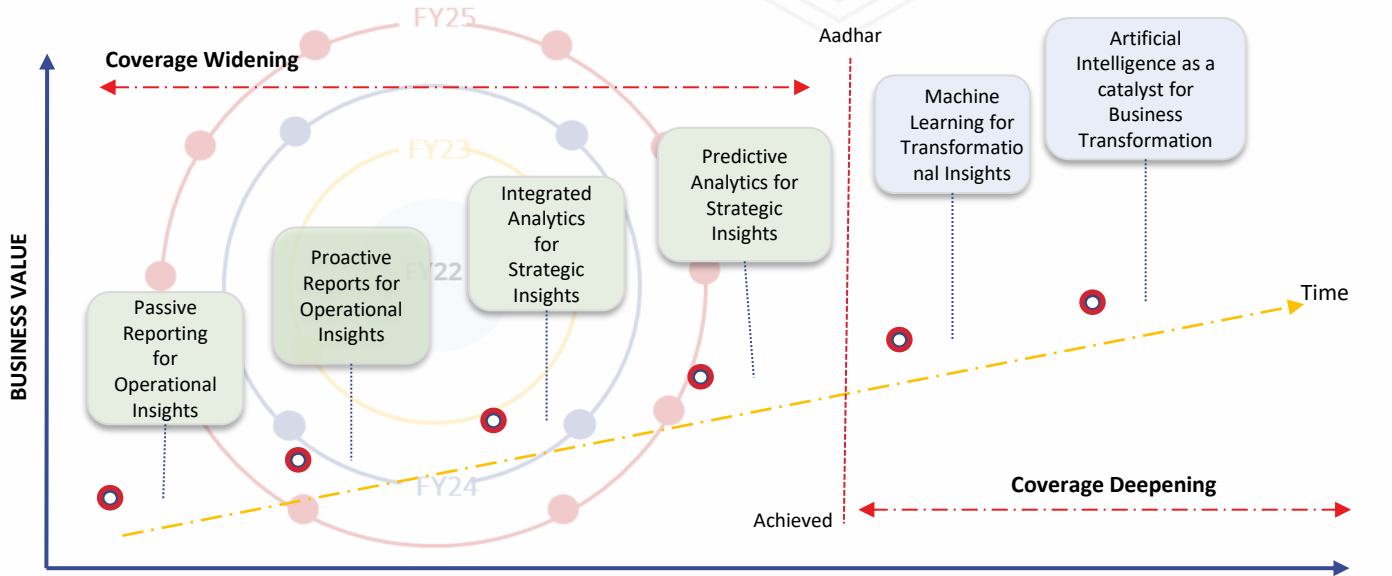 FY25
Aadhar
Coverage Widening
Artificial
Intelligence as a
catalyst for
Business
Transformation
Machine
Learning for
Transformatio
nal Insights
FY23
Predictive
Analytics for
Strategic
Insights
Integrated
Analytics
for
Strategic
Insights
Proactive
Reports for
Operational
Insights
FY22
Passive
Reporting
for
Operational
Insights
BUSINESS VALUE
Time
FY24
Coverage Deepening
Achieved